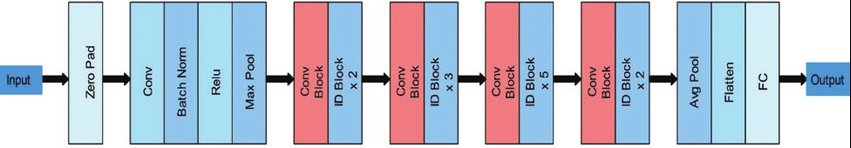 Input
Zero Pad
Conv
Batch Norm
Relu
Max Pool
Conv
Block
ID Block
x 2
Conv
Block
ID Block
x 3
Conv
Block
ID Block
x 5
Conv
Block
ID Block
x 2
Avg Pool
Flatten
FC
Output